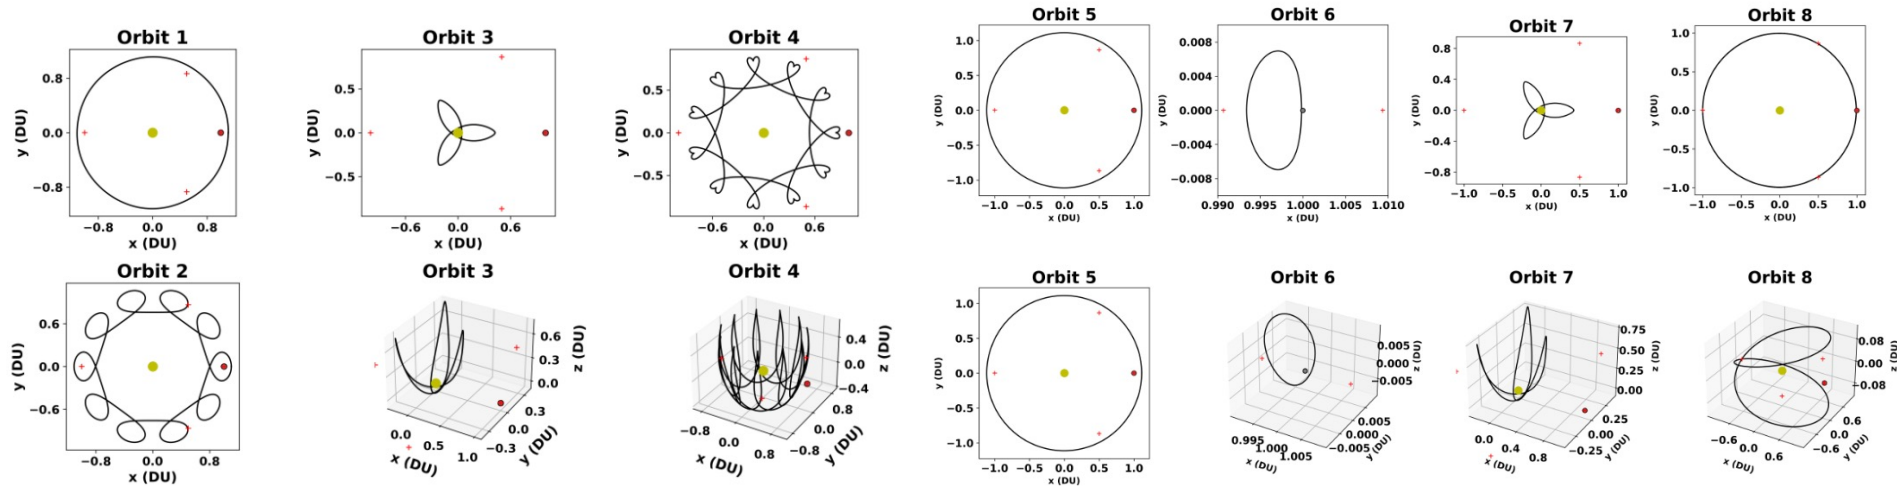 Orbit 1
y (DU)
0.8
0.0
−0.8
−0.8 0.0 0.8
x (DU)
Orbit 3
y (DU)
0.5
0.0
−0.5
−0.6 0.0 0.6
x (DU)
Orbit 4
y (DU)
0.5
0.0
−0.5
−0.6 0.0 0.6
x (DU)
Orbit 5
y (DU)
1.0
0.5
0.0
−0.5
−1.0
−1.0 −0.5 0.0 0.5 1.0
x (DU)
Orbit 6
y (DU)
0.008
0.004
0.000
−0.004
−0.008
0.990 0.995 1.000 1.005 1.010
x (DU)
Orbit 7
y (DU)
0.8
0.4
0.0
−0.4
−0.8
−1.0 −0.5 0.0 0.5 1.0
x (DU)
Orbit 8
y (DU)
1.0
0.5
0.0
−0.5
−1.0
−1.0 −0.5 0.0 0.5 1.0
x (DU)
Orbit 2
y (DU)
0.6
0.0
−0.6
−0.8 0.0 0.8
x (DU)
Orbit 3
z (DU)
0.6
0.3
0.0
0.3
0.0
−0.3
y (DU)
0.0 0.5 1.0
x (DU)
Orbit 4
z (DU)
0.4
0.0
−0.4
0.8
0.0
−0.8
y (DU)
−0.8 0.0 0.8
x (DU)
Orbit 5
y (DU)
1.0
0.5
0.0
−0.5
−1.0
−1.0 −0.5 0.0 0.5 1.0
x (DU)
Orbit 6
z (DU)
0.005
0.000
−0.005
0.005
0.000
−0.005
y (DU)
0.995 1.000 1.005
x (DU)
Orbit 7
z (DU)
0.75
0.50
0.25
0.00
0.25
0.00
−0.25
y (DU)
0.0 0.4 0.8
x (DU)
Orbit 8
z (DU)
0.08
0.00
−0.08
0.6
0.0
−0.6
y (DU)
−0.6 0.0 0.6
x (DU)